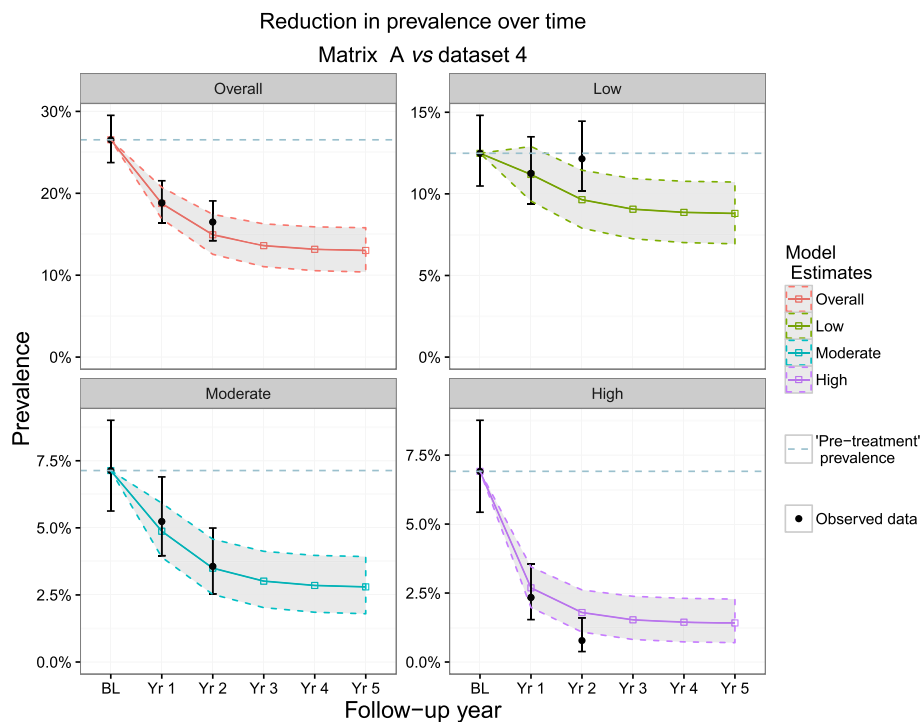 Reduction in prevalence over time
Matrix A vs dataset 4
Overall
Low
30%
20%
10%
0%
15%
10%
5%
0%
Moderate
High
7.5%
5.0%
2.5%
0.0%
7.5%
5.0%
2.5%
0.0%
BL Yr 1 Yr 2 Yr 3 Yr 4 Yr 5
BL Yr 1 Yr 2 Yr 3 Yr 4 Yr 5
Prevalence
Follow−up year
Model
Estimates
Overall
Low
Moderate
High
'Pre−treatment'
prevalence
Observed data